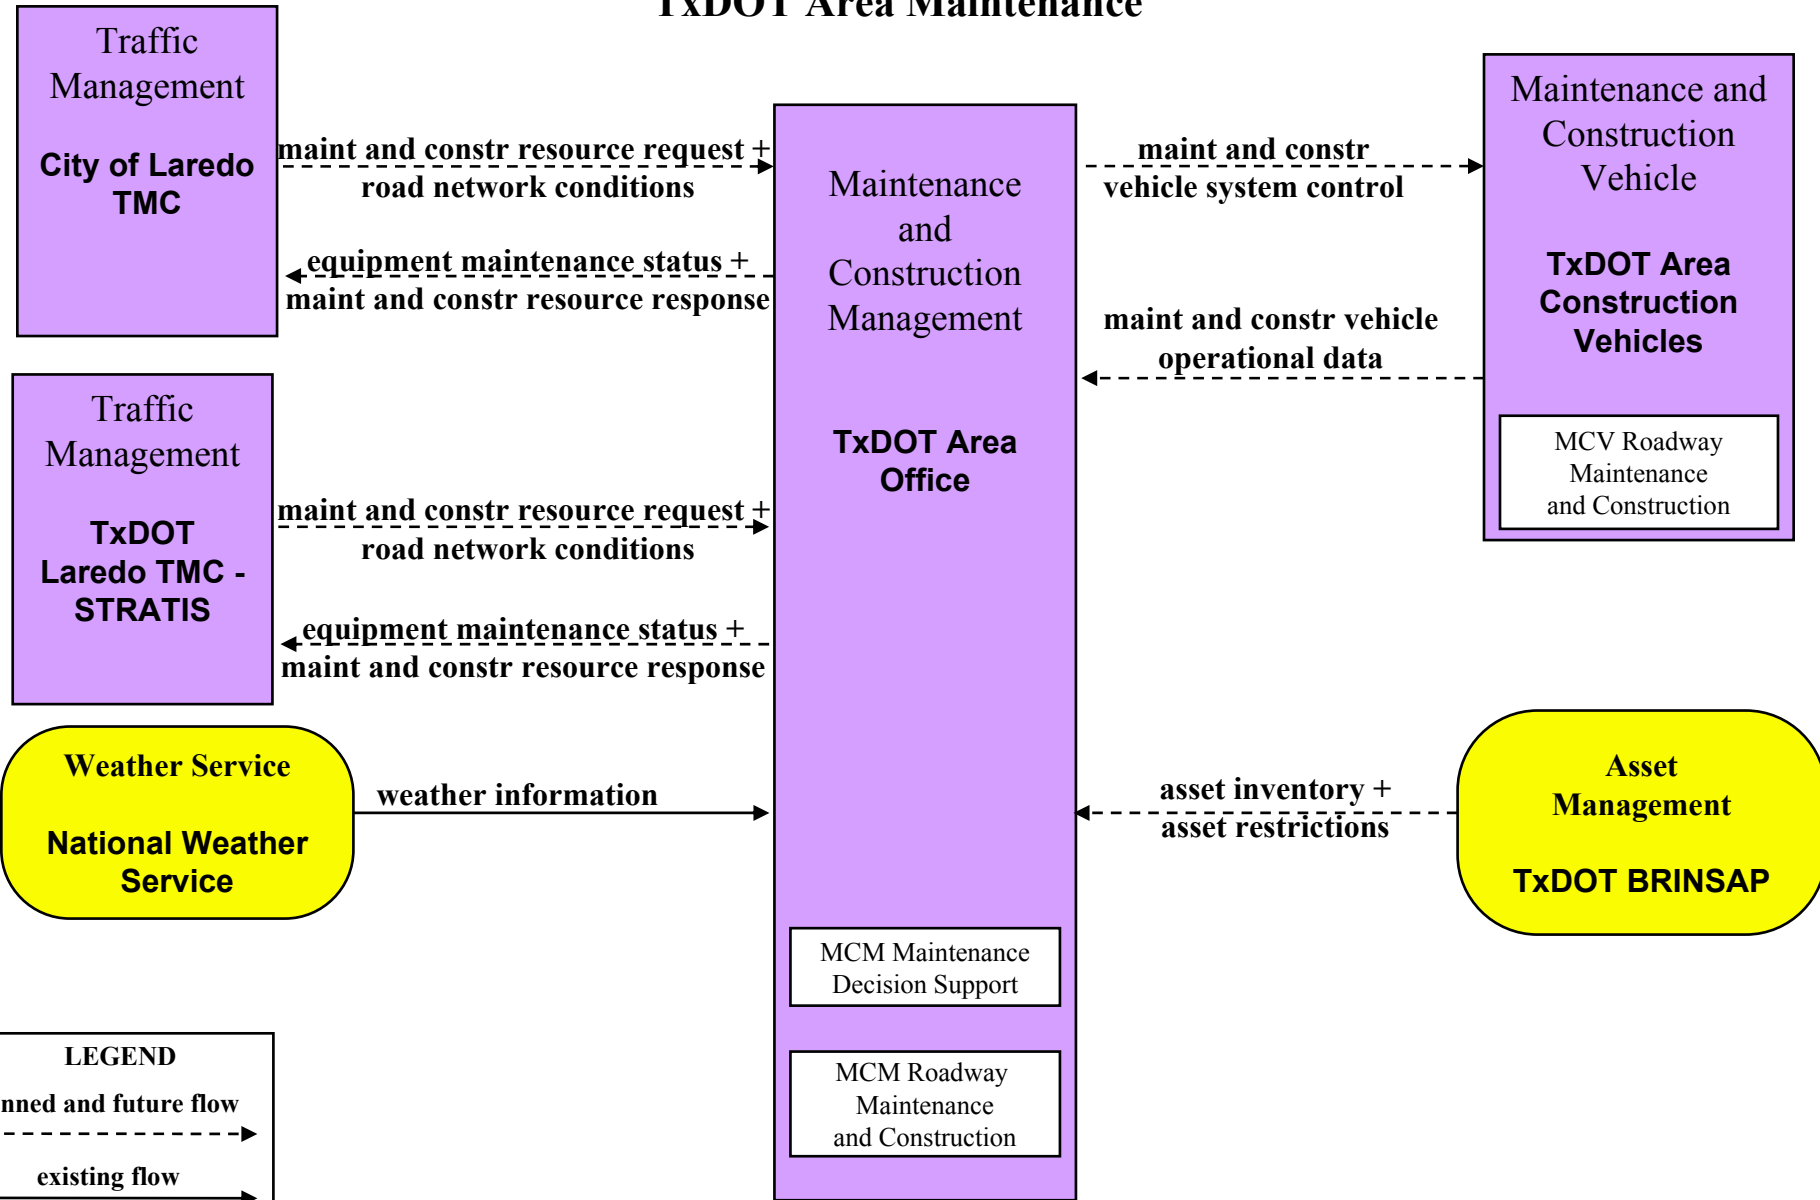 TxDOT Area Maintenance
Traffic
Management
City of Laredo
TMC
maint and constr resource request +
road network conditions
equipment maintenance status +
maint and constr resource response
Maintenance
and
Construction
Management
TxDOT Area
Office
maint and constr
vehicle system control
maint and constr vehicle
operational data
Maintenance and
Construction
Vehicle
TxDOT Area
Construction
Vehicles
MCV Roadway
Maintenance
and Construction
Traffic
Management
TxDOT
Laredo TMC -
STRATIS
maint and constr resource request +
road network conditions
equipment maintenance status +
maint and constr resource response
Weather Service
National Weather
Service
weather information
asset inventory +
asset restrictions
Asset
Management
TxDOT BRINSAP
MCM Maintenance
Decision Support
MCM Roadway
Maintenance
and Construction
LEGEND
nned and future flow
existing flow